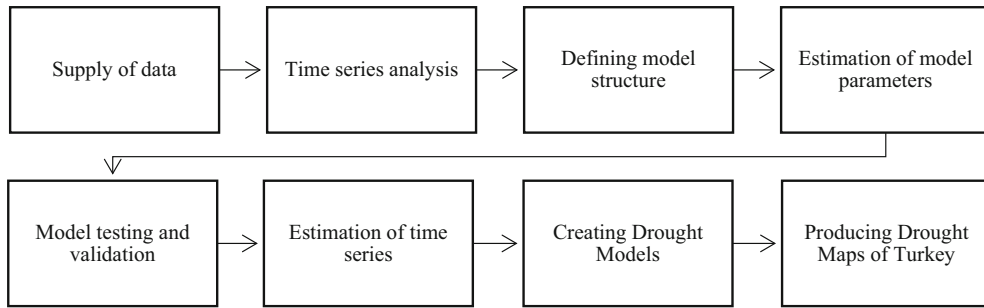 Supply of data
Time series analysis
Defining model
structure
Estimation of model
parameters
Model testing and
validation
Estimation of time
series
Creating Drought
Models
Producing Drought
Maps of Turkey